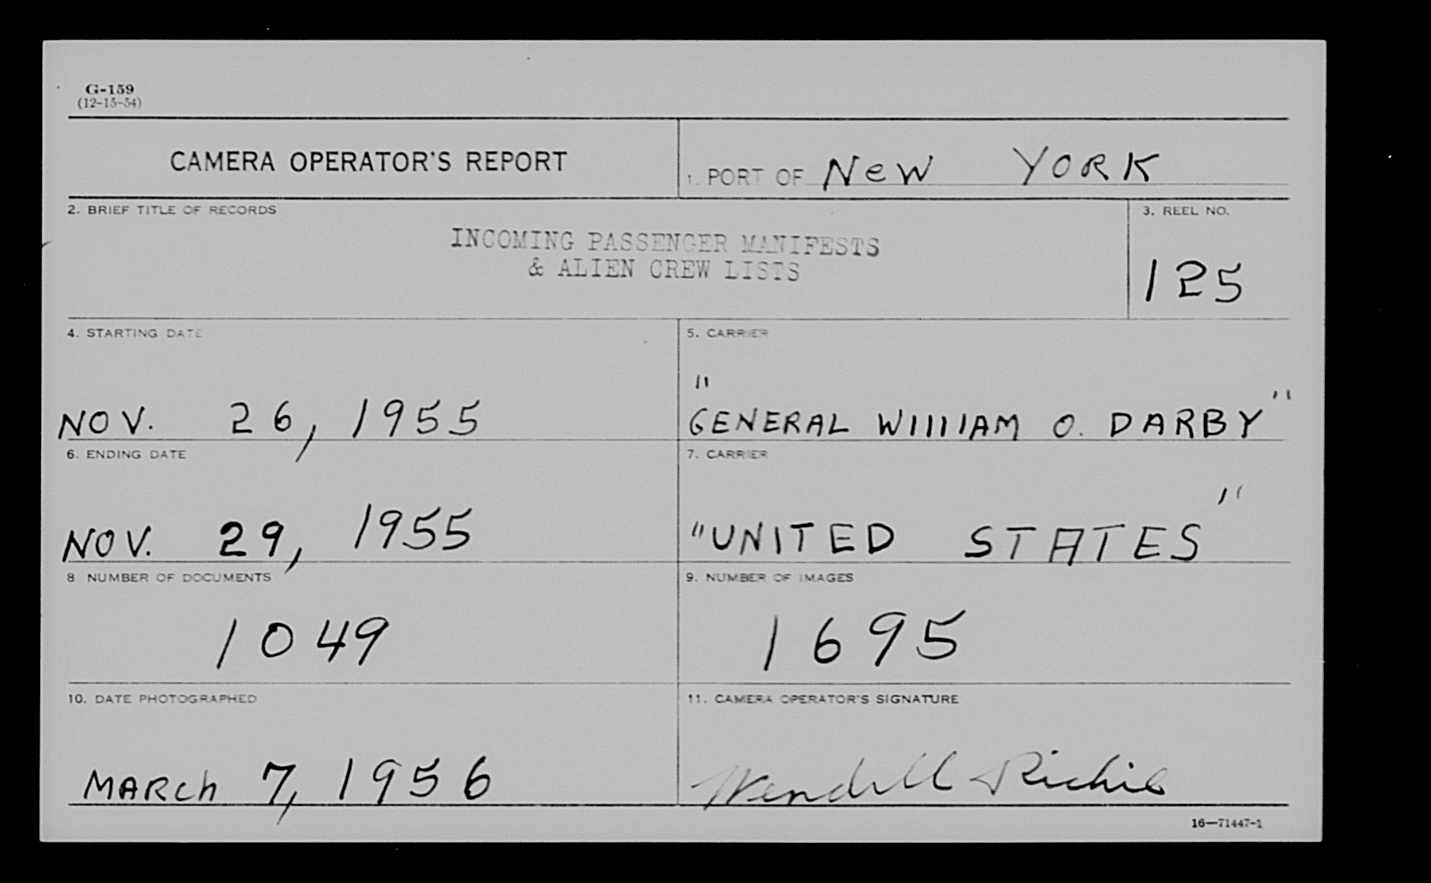 G-159
(12-15-54)
CAMERA OPERATOR'S REPORT
1. PORT OF New YORK
2. BRIEF TITLE OF RECORDS
INCOMING PASSENGER MANIFESTS
& ALIEN CREW LISTS
3. REEL NO.
125
4. STARTING DATE
NOV. 26, 1955
5. CARRIER
"GENERAL WIllIAM O. DARBY"
6. ENDING DATE
NOV. 29, 1955
7. CARRIER
"UNITED STATES"
8 NUMBER OF DOCUMENTS
1049
9. NUMBER OF IMAGES
1695
10. DATE PHOTOGRAPHED
MARCh 7, 1956
11. CAMERA OPERATOR'S SIGNATURE
Wendell Richie
16—71447-1